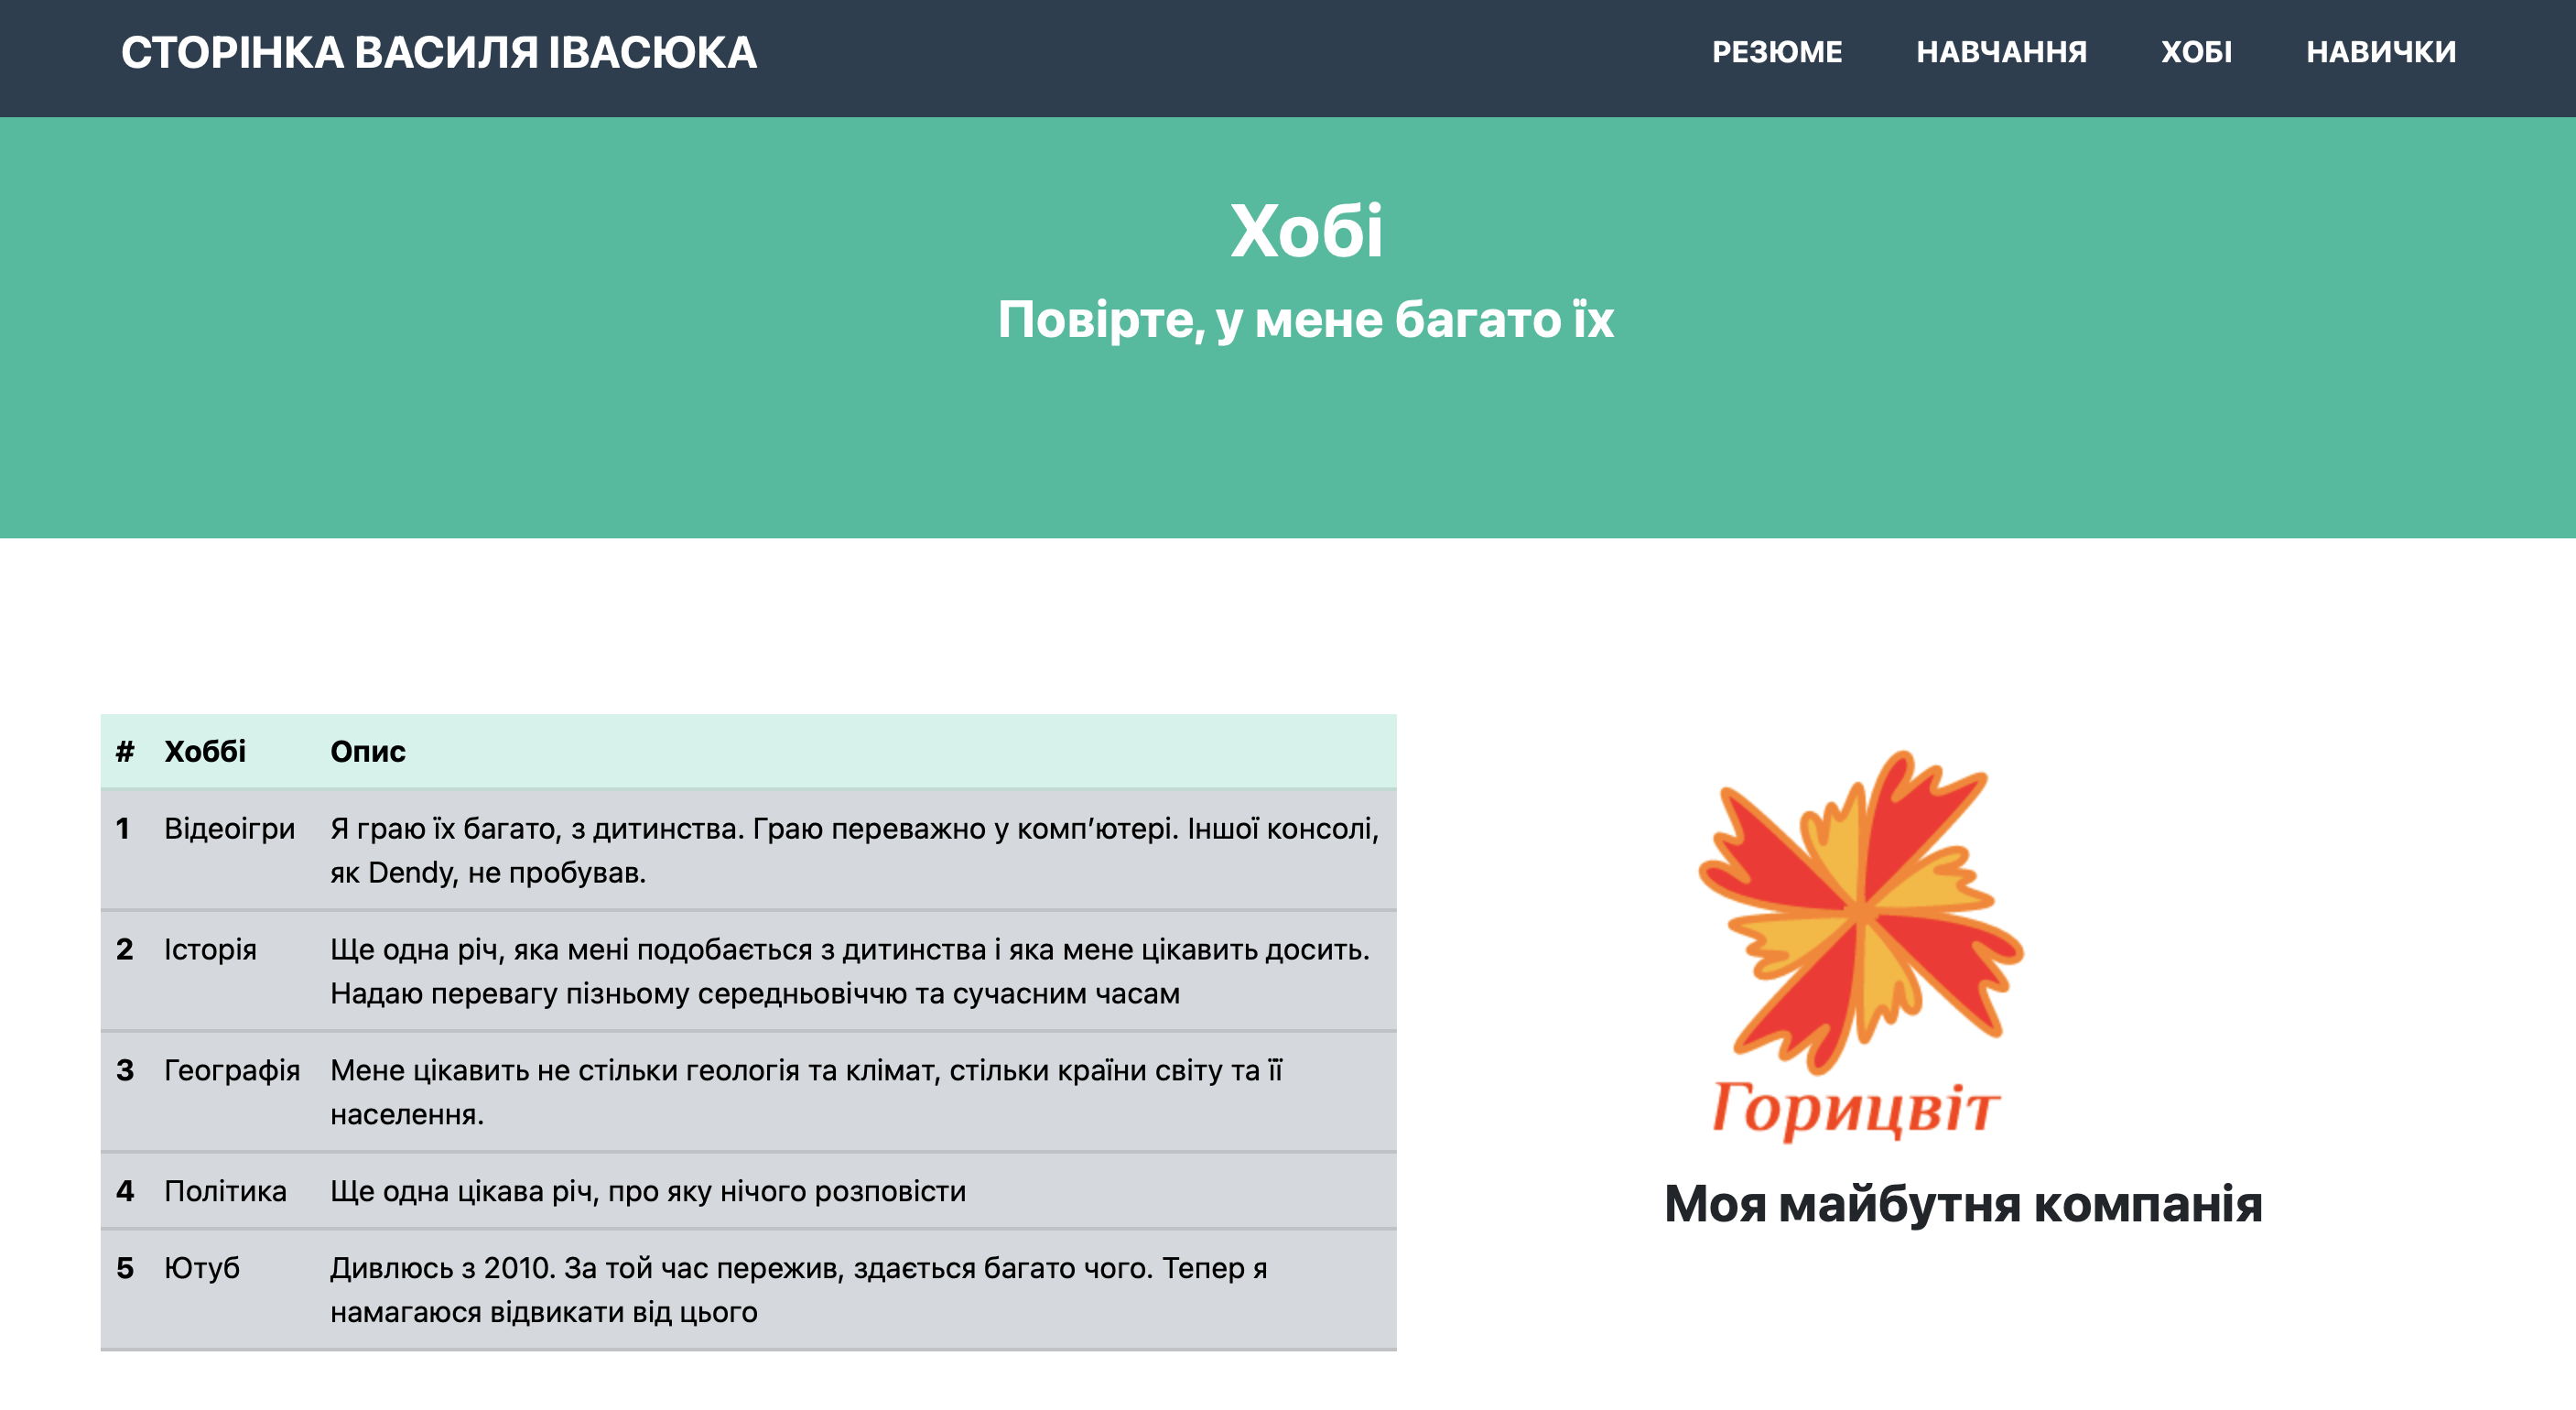 СТОРІНКА ВАСИЛЯ ІВАСЮКА
РЕЗЮМЕ
НАВЧАННЯ
ХОБІ
НАВИЧКИ
Хобі
Повірте, у мене багато їх
# Хоббі Опис
1 Відеоігри Я граю їх багато, з дитинства. Граю переважно у комп’ютері. Іншої консолі,
як Dendy, не пробував.
2 Історія Ще одна річ, яка мені подобається з дитинства і яка мене цікавить досить.
Надаю перевагу пізньому середньовіччю та сучасним часам
3 Географія Мене цікавить не стільки геологія та клімат, стільки країни світу та її
населення.
4 Політика Ще одна цікава річ, про яку нічого розповісти
5 Ютуб Дивлюсь з 2010. За той час пережив, здається багато чого. Тепер я
намагаюся відвикати від цього
Горицвіт
Моя майбутня компанія